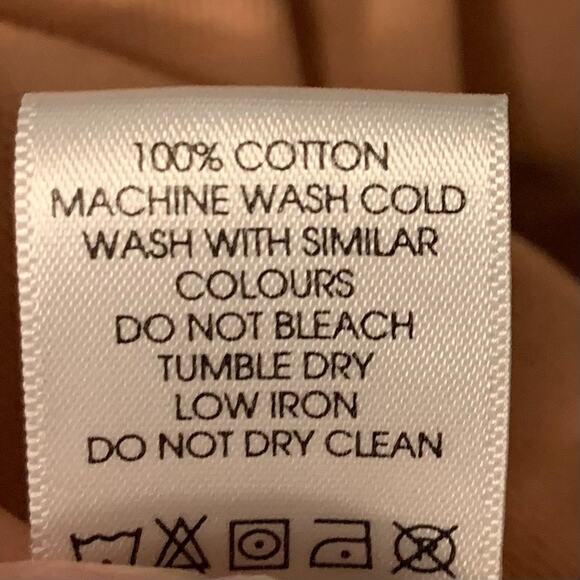 100% COTTON
MACHINE WASH COLD
WASH WITH SIMILAR
COLOURS
DO NOT BLEACH
TUMBLE DRY
LOW IRON
DO NOT DRY CLEAN